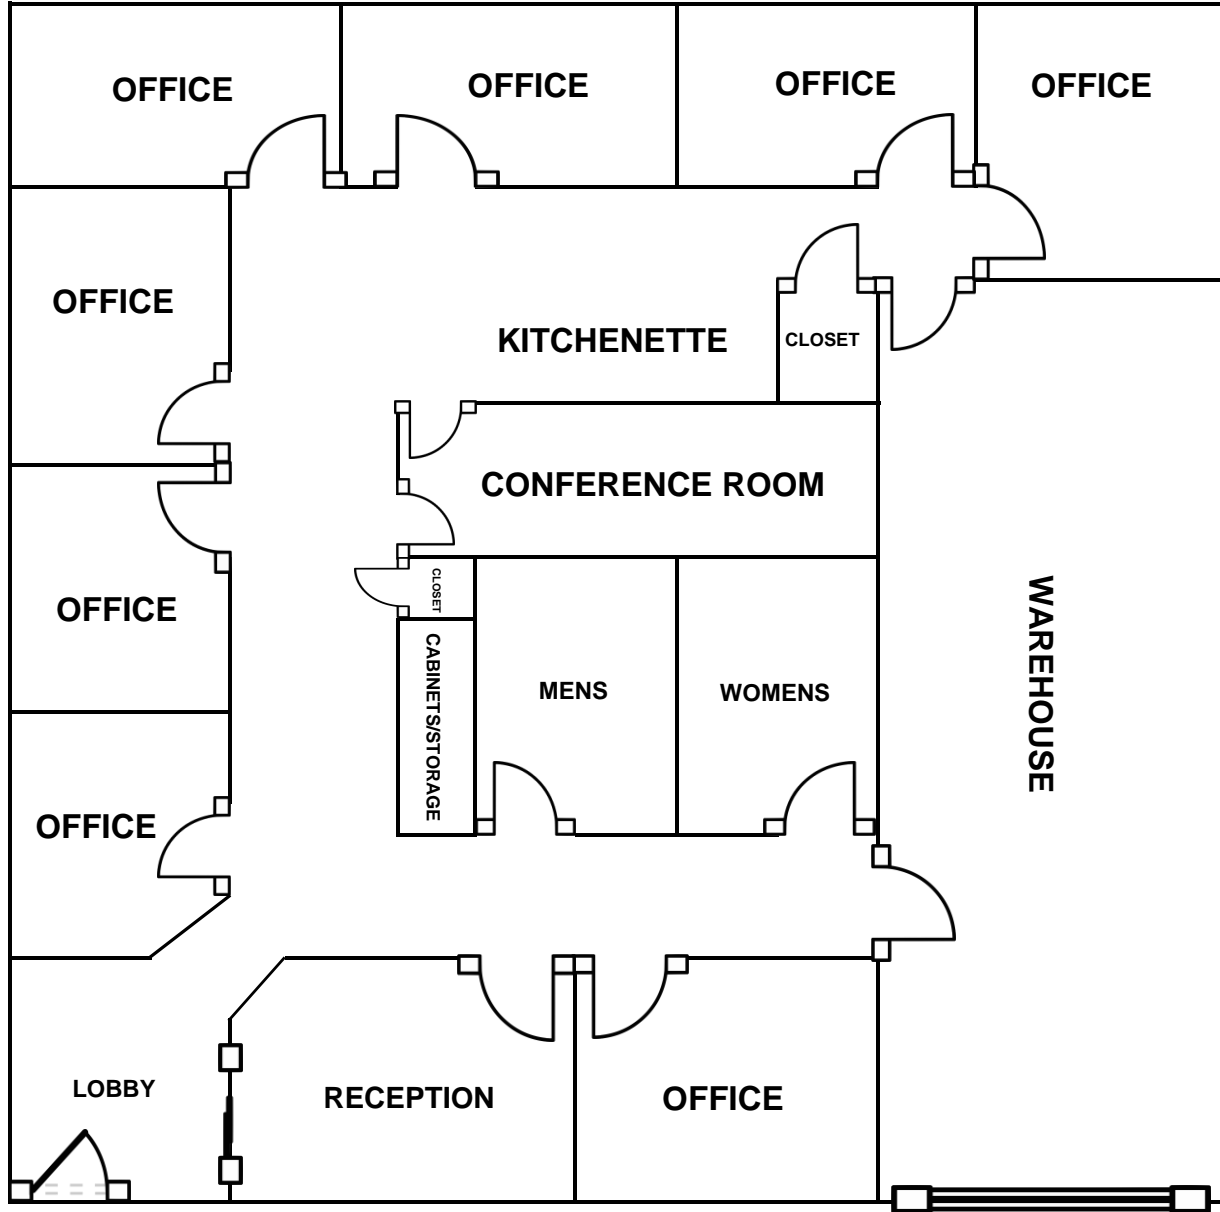 OFFICE
OFFICE
OFFICE
OFFICE
OFFICE
KITCHENETTE
CLOSET
CONFERENCE ROOM
CLOSET
OFFICE
CABINETS/STORAGE
MENS
WOMENS
WAREHOUSE
OFFICE
LOBBY
RECEPTION
OFFICE